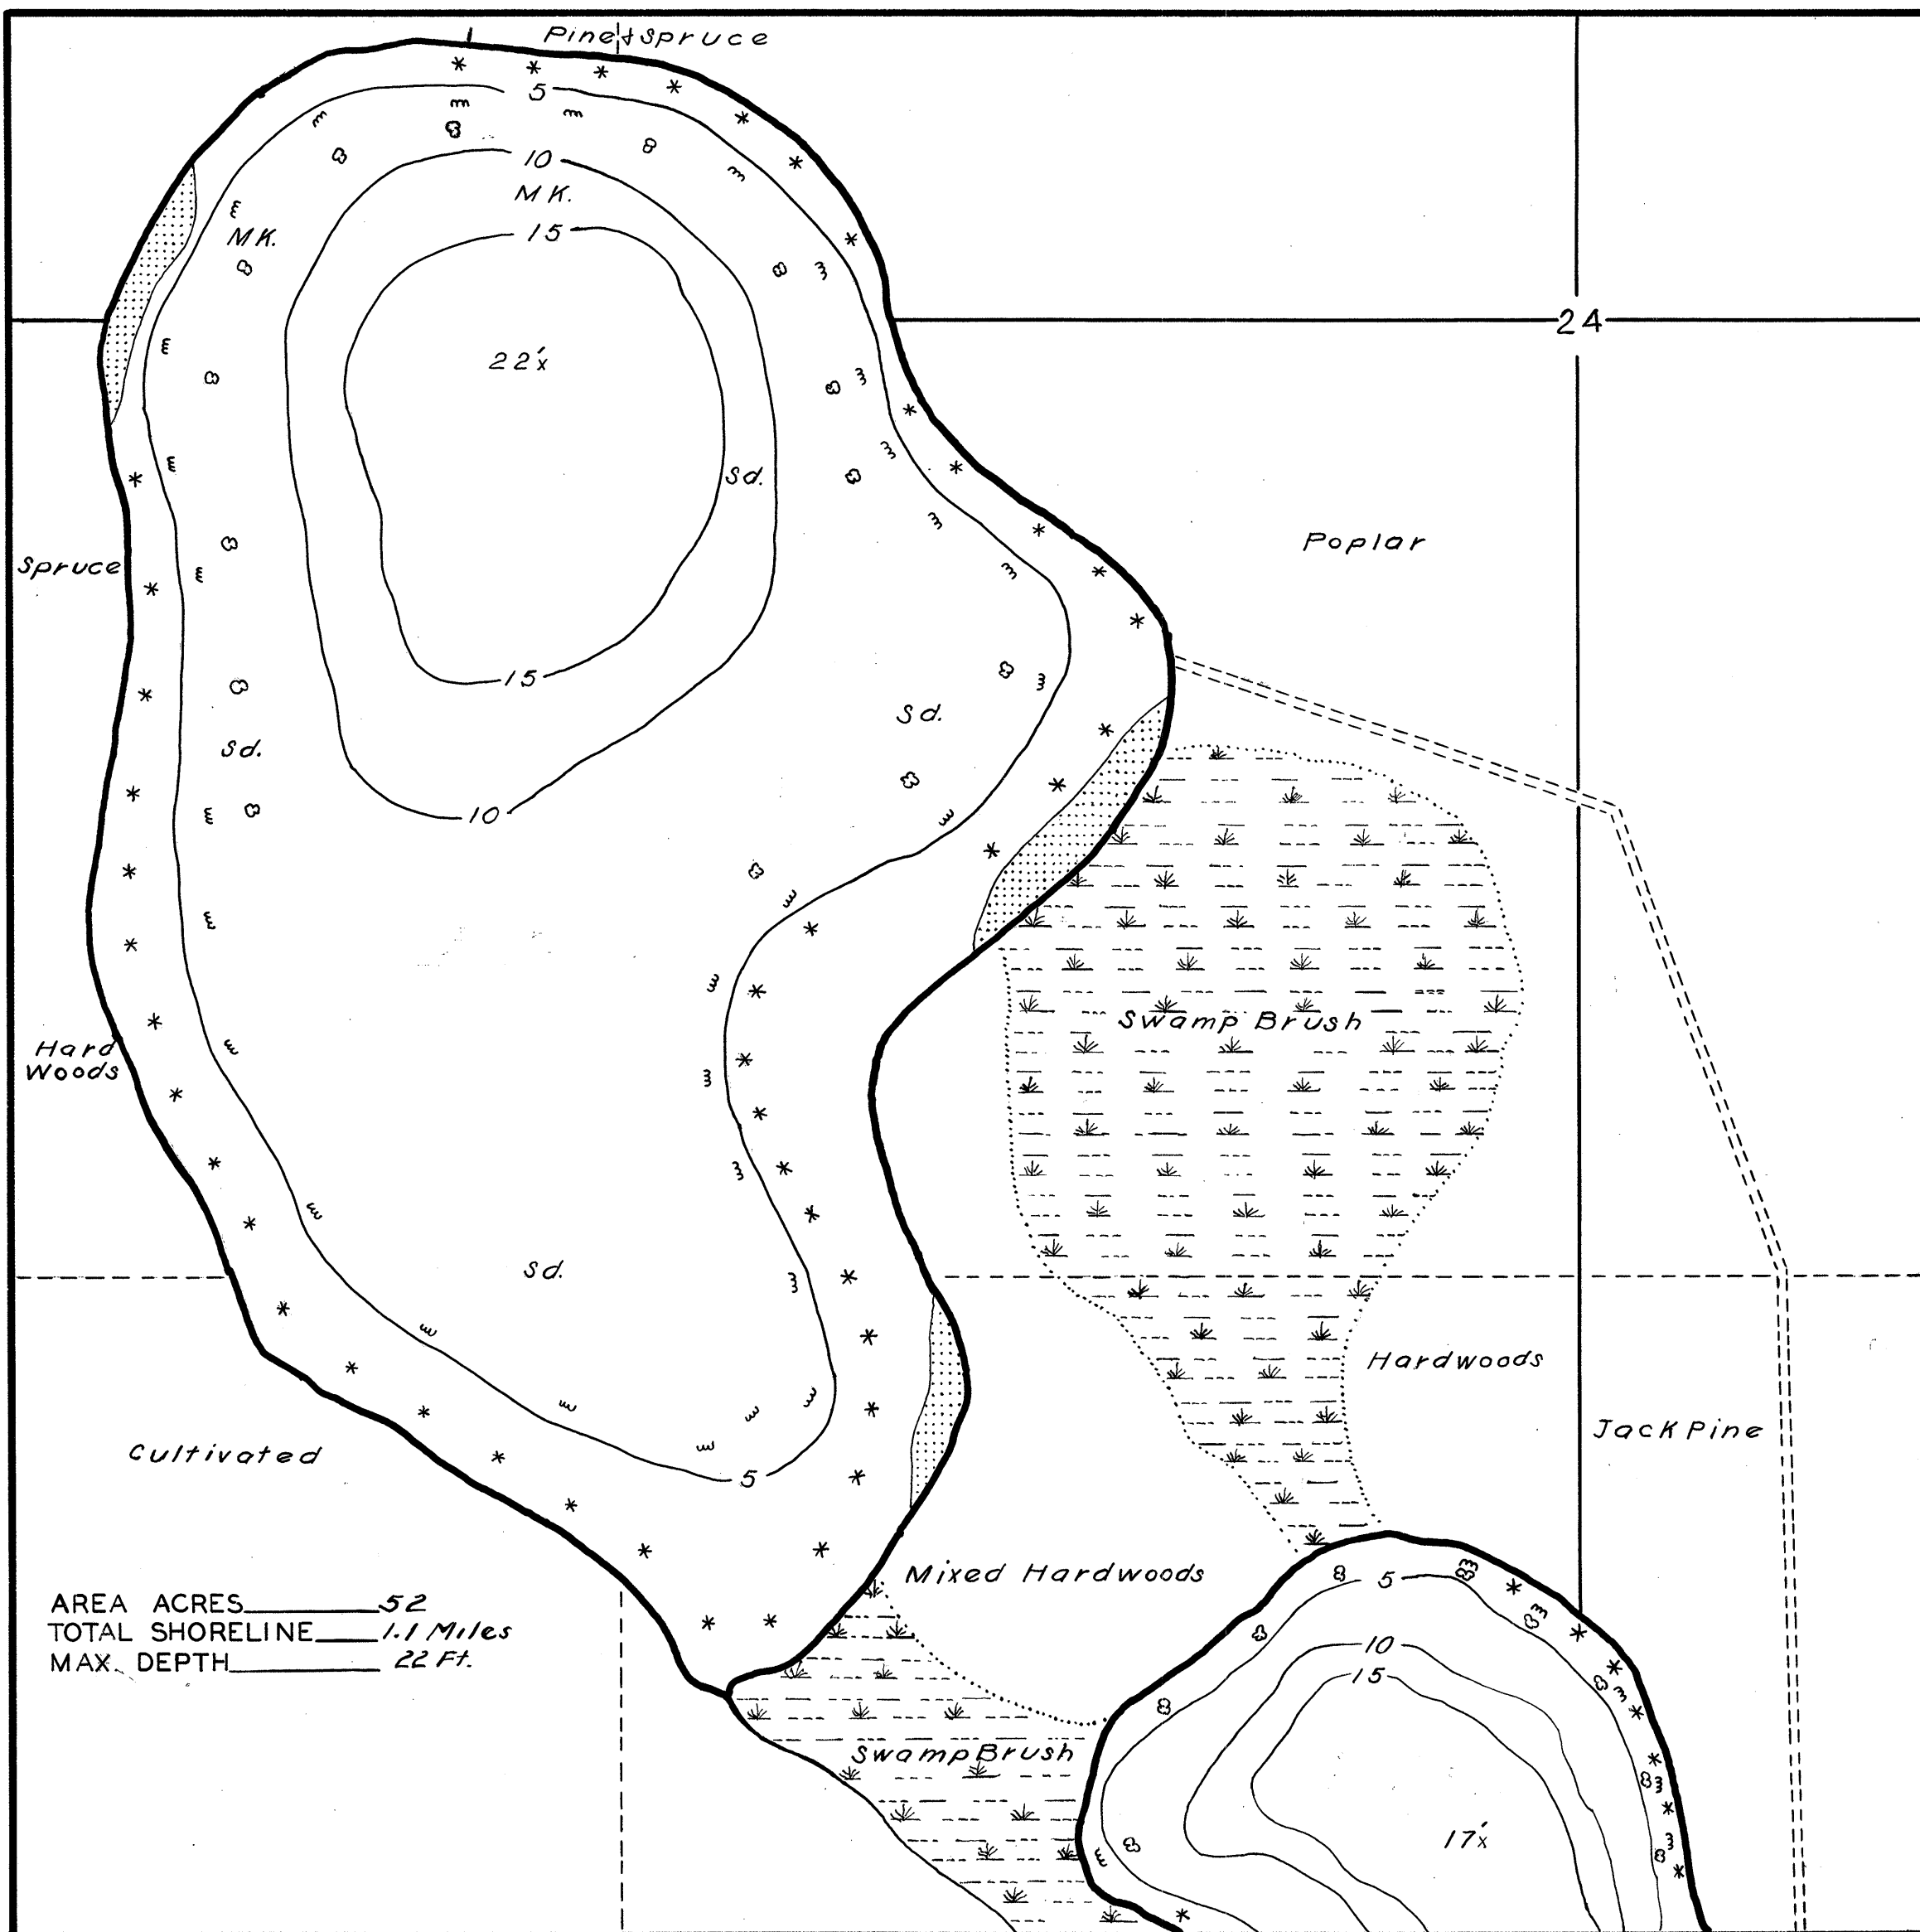 Pine & Spruce
5
10
MK.
MK.
15
24
22'x
Sd.
Poplar
Spruce
15
Sd.
Sd.
10
Swamp Brush
Hard
Woods
Sd.
Hardwoods
Jack Pine
Cultivated
5
Mixed Hardwoods
5
AREA ACRES 52
TOTAL SHORELINE 1.1 Miles
MAX. DEPTH 22 Ft.
10
15
Swamp Brush
17'x